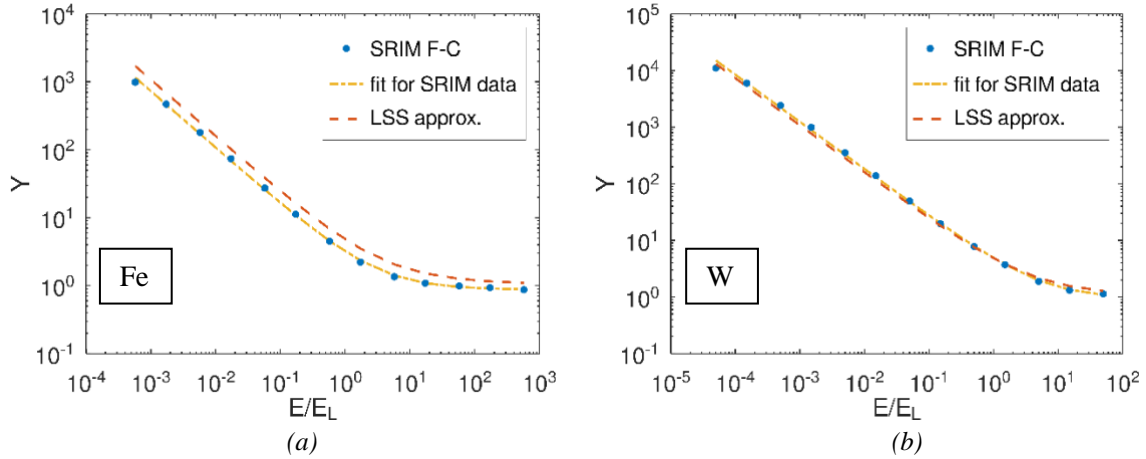 10^4
10^3
10^2
10^1
10^0
10^-1
Y
SRIM F-C
fit for SRIM data
LSS approx.
Fe
10^-4 10^-3 10^-2 10^-1 10^0 10^1 10^2 10^3
E/E_L
(a)
10^5
10^4
10^3
10^2
10^1
10^0
10^-1
Y
SRIM F-C
fit for SRIM data
LSS approx.
W
10^-5 10^-4 10^-3 10^-2 10^-1 10^0 10^1 10^2
E/E_L
(b)